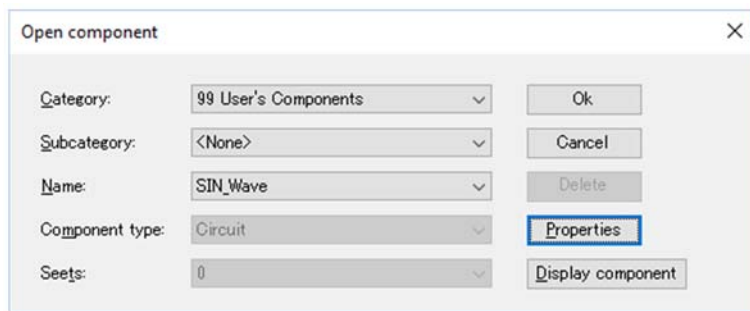 Open component
Category: 99 User's Components Ok
Subcategory: <None> Cancel
Name: SIN_Wave Delete
Component type: Circuit Properties
Seets: 0 Display component